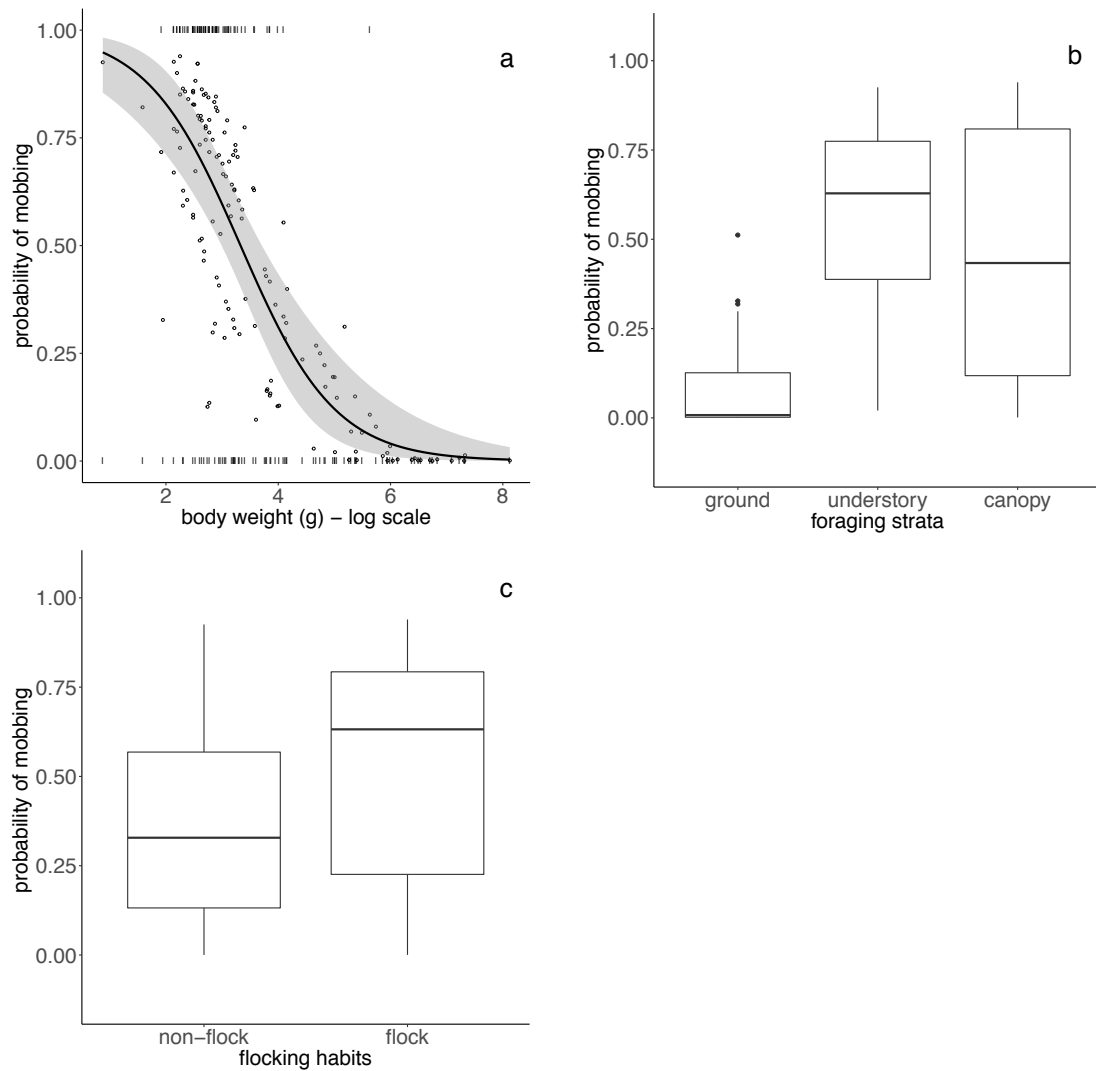 a
1.00
0.75
0.50
0.25
0.00
probability of mobbing
2 4 6 8
body weight (g) − log scale
b
1.00
0.75
0.50
0.25
0.00
probability of mobbing
ground understory canopy
foraging strata
c
1.00
0.75
0.50
0.25
0.00
probability of mobbing
non−flock flock
flocking habits